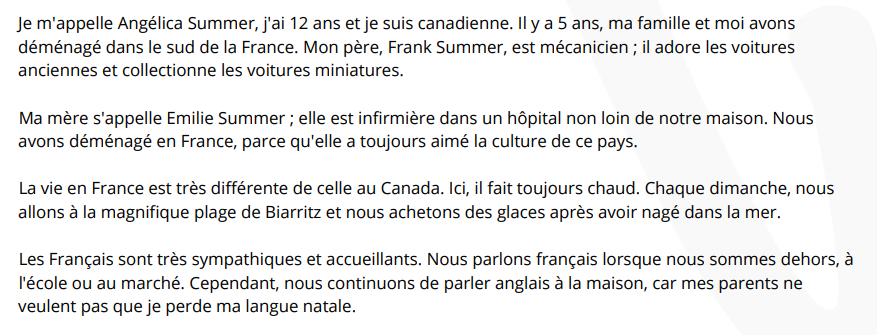 Je m'appelle Angélica Summer, j'ai 12 ans et je suis canadienne. Il y a 5 ans, ma famille et moi avons
déménagé dans le sud de la France. Mon père, Frank Summer, est mécanicien ; il adore les voitures
anciennes et collectionne les voitures miniatures.
Ma mère s'appelle Emilie Summer ; elle est infirmière dans un hôpital non loin de notre maison. Nous
avons déménagé en France, parce qu'elle a toujours aimé la culture de ce pays.
La vie en France est très différente de celle au Canada. Ici, il fait toujours chaud. Chaque dimanche, nous
allons à la magnifique plage de Biarritz et nous achetons des glaces après avoir nagé dans la mer.
Les Français sont très sympathiques et accueillants. Nous parlons français lorsque nous sommes dehors, à
l'école ou au marché. Cependant, nous continuons de parler anglais à la maison, car mes parents ne
veulent pas que je perde ma langue natale.